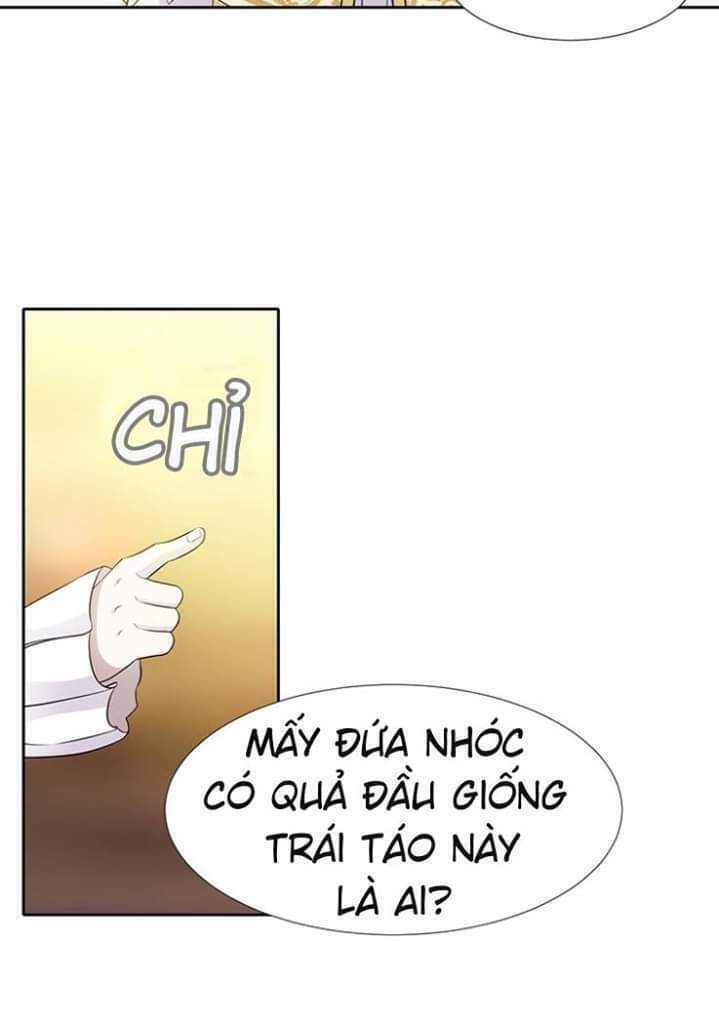 CHỈ
MẤY ĐỨA NHÓC
CÓ QUẢ ĐẦU GIỐNG
TRÁI TÁO NÀY
LÀ AI?